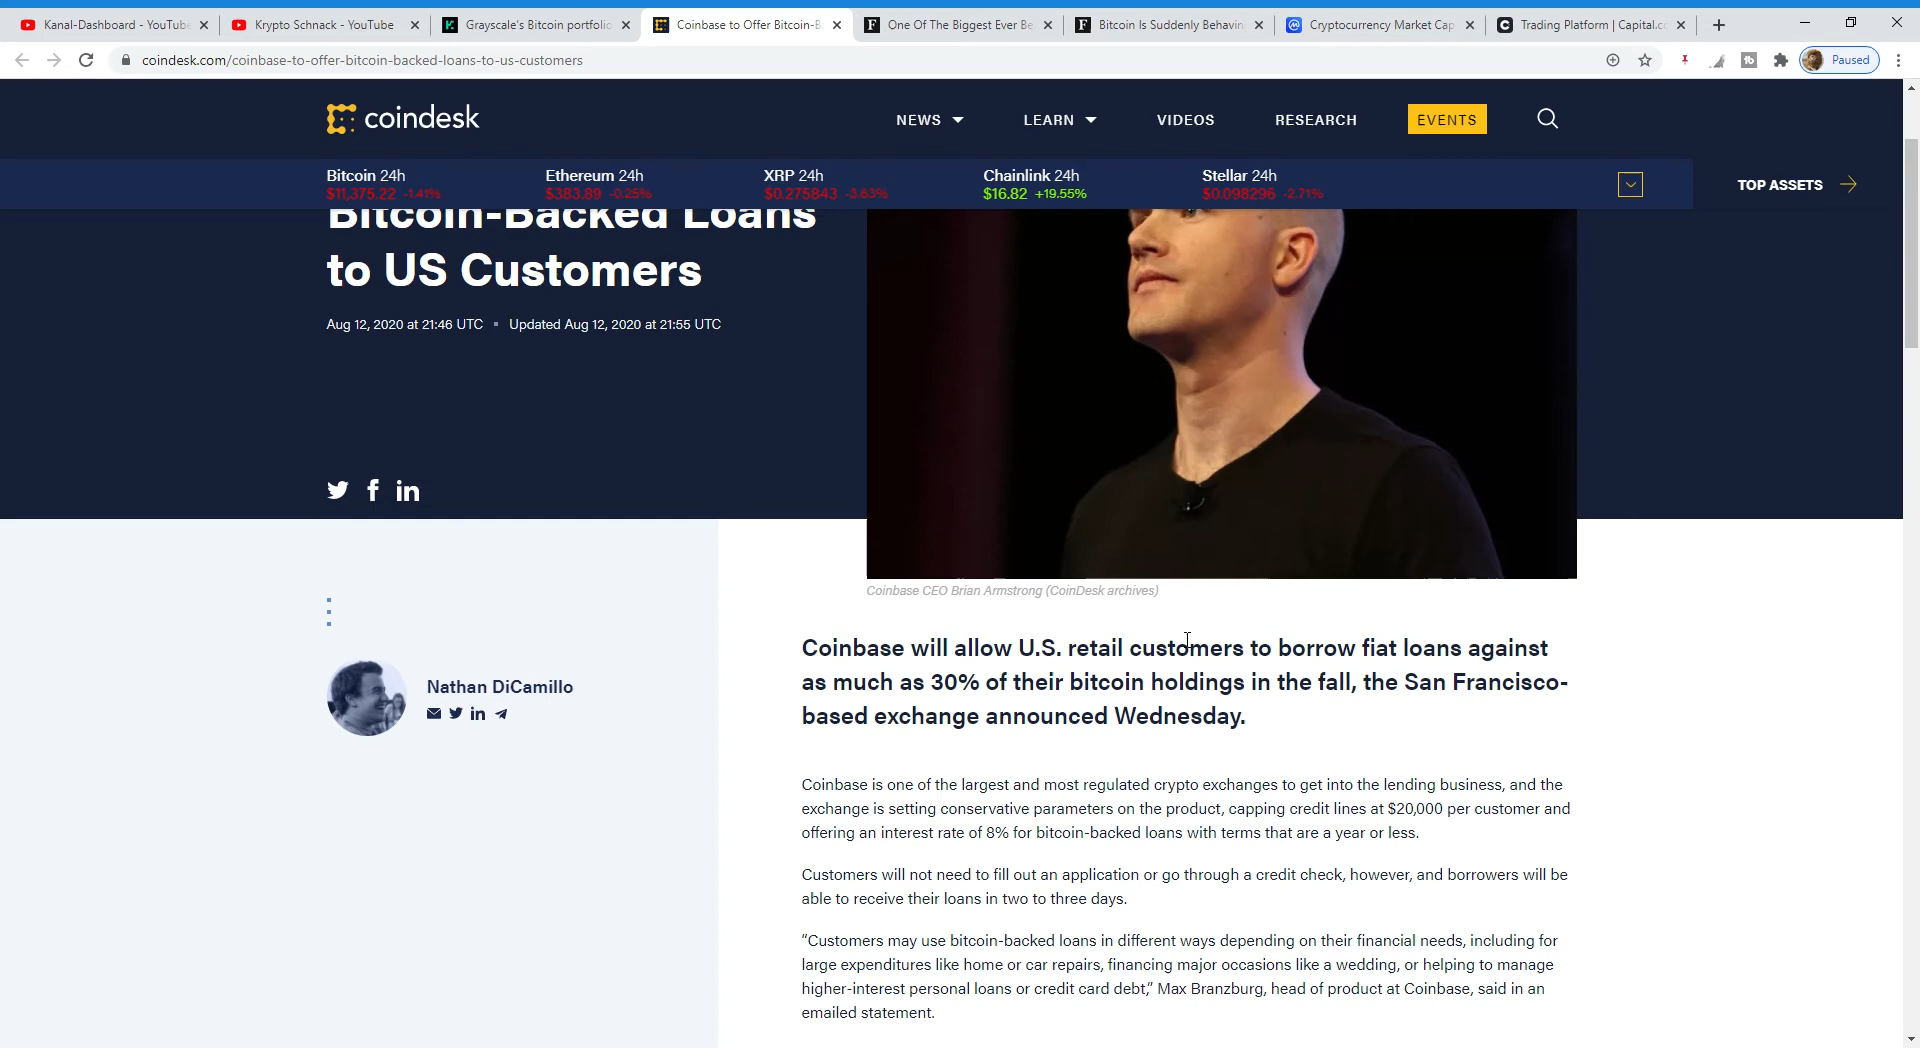 Kanal-Dashboard - YouTube
Krypto Schnack - YouTube
Grayscale's Bitcoin portfolio
Coinbase to Offer Bitcoin-B
One Of The Biggest Ever Be
Bitcoin Is Suddenly Behavin
Cryptocurrency Market Cap
Trading Platform | Capital.co
coindesk.com/coinbase-to-offer-bitcoin-backed-loans-to-us-customers
Paused
coindesk
NEWS
LEARN
VIDEOS
RESEARCH
EVENTS
Bitcoin 24h
$11,375.22 -1.41%
Ethereum 24h
$383.89 -0.25%
XRP 24h
$0.275843 -3.63%
Chainlink 24h
$16.82 +19.55%
Stellar 24h
$0.098296 -2.71%
TOP ASSETS
Bitcoin-Backed Loans
to US Customers
Aug 12, 2020 at 21:46 UTC ▪ Updated Aug 12, 2020 at 21:55 UTC
Coinbase CEO Brian Armstrong (CoinDesk archives)
Nathan DiCamillo
Coinbase will allow U.S. retail customers to borrow fiat loans against
as much as 30% of their bitcoin holdings in the fall, the San Francisco-
based exchange announced Wednesday.
Coinbase is one of the largest and most regulated crypto exchanges to get into the lending business, and the
exchange is setting conservative parameters on the product, capping credit lines at $20,000 per customer and
offering an interest rate of 8% for bitcoin-backed loans with terms that are a year or less.
Customers will not need to fill out an application or go through a credit check, however, and borrowers will be
able to receive their loans in two to three days.
“Customers may use bitcoin-backed loans in different ways depending on their financial needs, including for
large expenditures like home or car repairs, financing major occasions like a wedding, or helping to manage
higher-interest personal loans or credit card debt,” Max Branzburg, head of product at Coinbase, said in an
emailed statement.